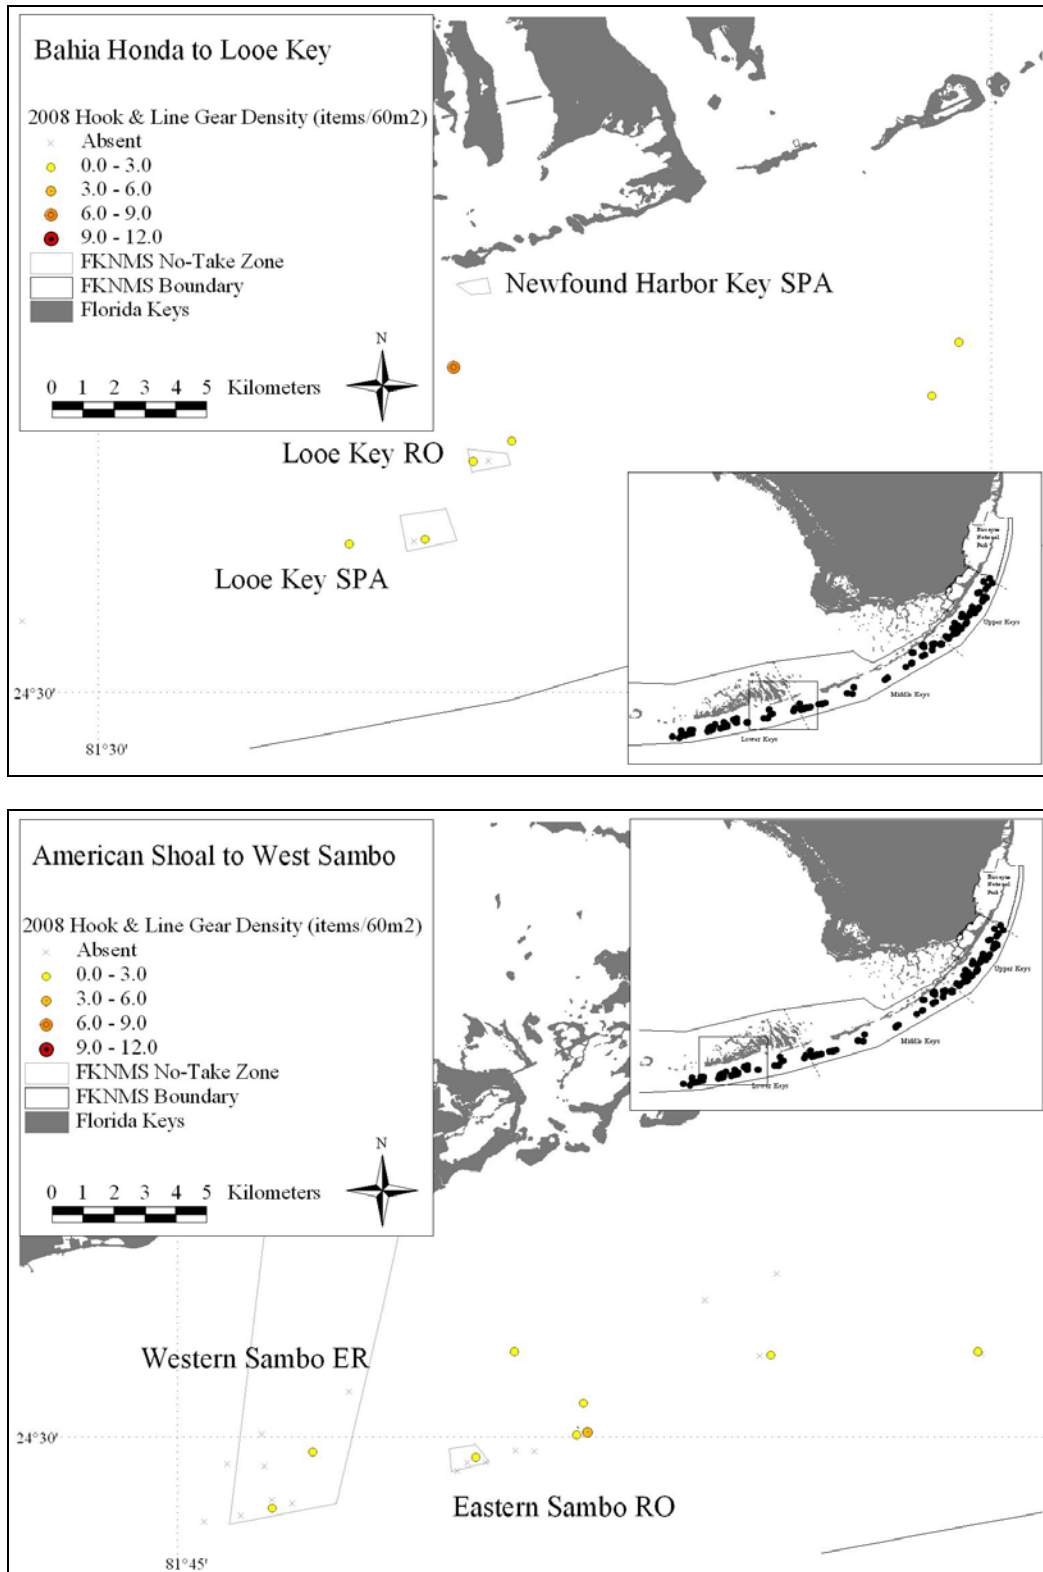 Bahia Honda to Looe Key
2008 Hook & Line Gear Density (items/60m2)
Absent
0.0 - 3.0
3.0 - 6.0
6.0 - 9.0
9.0 - 12.0
FKNMS No-Take Zone
FKNMS Boundary
Florida Keys
N
0 1 2 3 4 5 Kilometers
Newfound Harbor Key SPA
Looe Key RO
Looe Key SPA
24°30'
81°30'
Biscayne
National
Park
Upper Keys
Middle Keys
Lower Keys
American Shoal to West Sambo
2008 Hook & Line Gear Density (items/60m2)
Absent
0.0 - 3.0
3.0 - 6.0
6.0 - 9.0
9.0 - 12.0
FKNMS No-Take Zone
FKNMS Boundary
Florida Keys
N
0 1 2 3 4 5 Kilometers
Biscayne
National
Park
Upper Keys
Middle Keys
Lower Keys
Western Sambo ER
24°30'
Eastern Sambo RO
81°45'